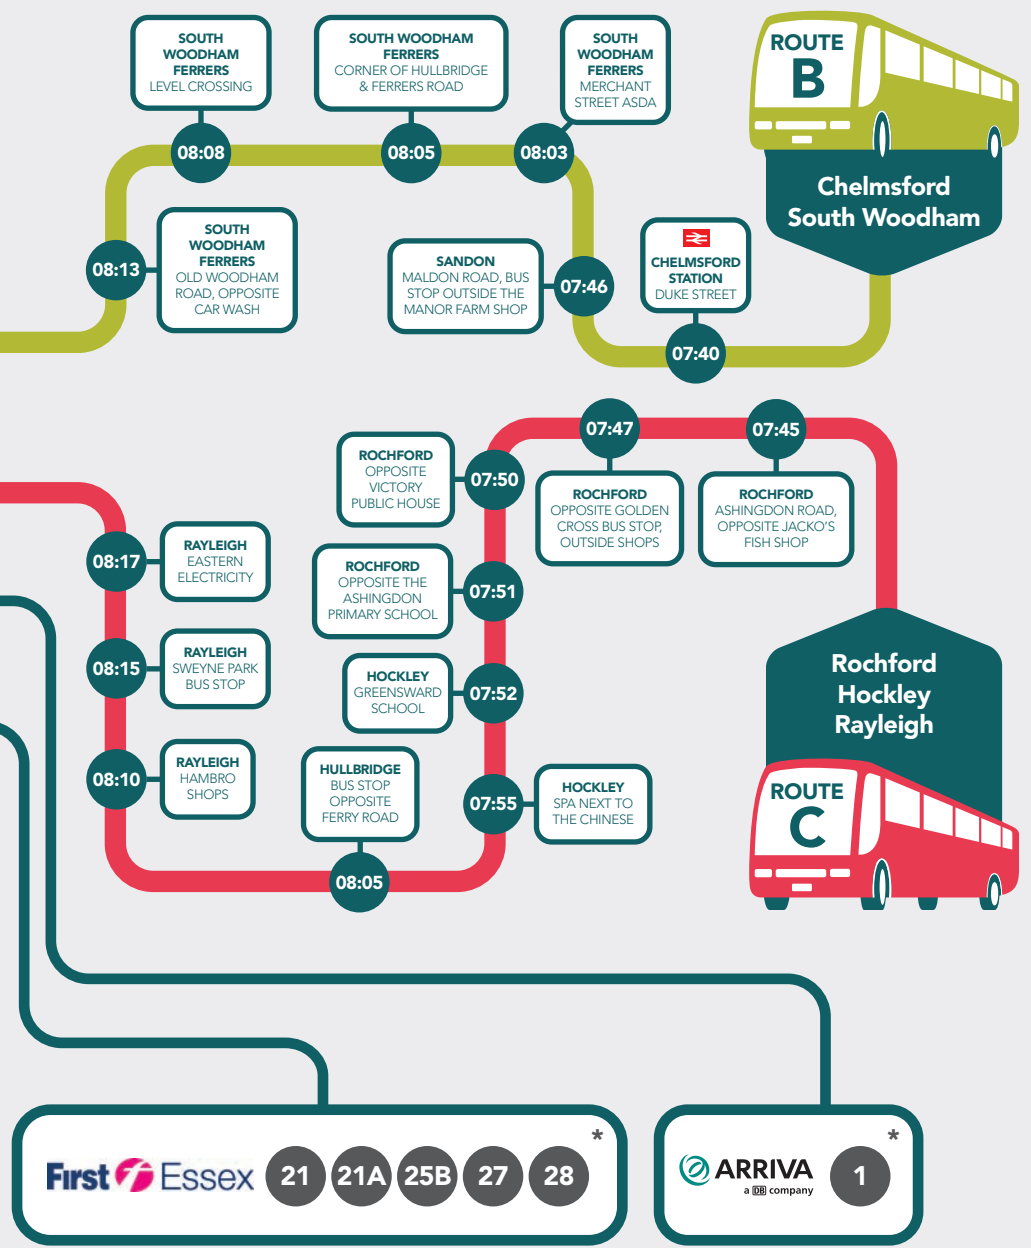 SOUTH
WOODHAM
FERRERS
LEVEL CROSSING
SOUTH WOODHAM
FERRERS
CORNER OF HULLBRIDGE
& FERRERS ROAD
SOUTH
WOODHAM
FERRERS
MERCHANT
STREET ASDA
ROUTE
B
08:08
08:05
08:03
Chelmsford
South Woodham
08:13
SOUTH
WOODHAM
FERRERS
OLD WOODHAM
ROAD, OPPOSITE
CAR WASH
SANDON
MALDON ROAD, BUS
STOP OUTSIDE THE
MANOR FARM SHOP
07:46
CHELMSFORD
STATION
DUKE STREET
07:40
07:47
07:45
ROCHFORD
OPPOSITE
VICTORY
PUBLIC HOUSE
07:50
ROCHFORD
OPPOSITE GOLDEN
CROSS BUS STOP,
OUTSIDE SHOPS
ROCHFORD
ASHINGDON ROAD,
OPPOSITE JACKO'S
FISH SHOP
08:17
RAYLEIGH
EASTERN
ELECTRICITY
ROCHFORD
OPPOSITE THE
ASHINGDON
PRIMARY SCHOOL
07:51
08:15
RAYLEIGH
SWEYNE PARK
BUS STOP
HOCKLEY
GREENSWARD
SCHOOL
07:52
Rochford
Hockley
Rayleigh
08:10
RAYLEIGH
HAMBRO
SHOPS
HULLBRIDGE
BUS STOP
OPPOSITE
FERRY ROAD
07:55
HOCKLEY
SPA NEXT TO
THE CHINESE
ROUTE
C
08:05
First f Essex
21
21A
25B
27
28
*
ARRIVA
a DB company
1
*